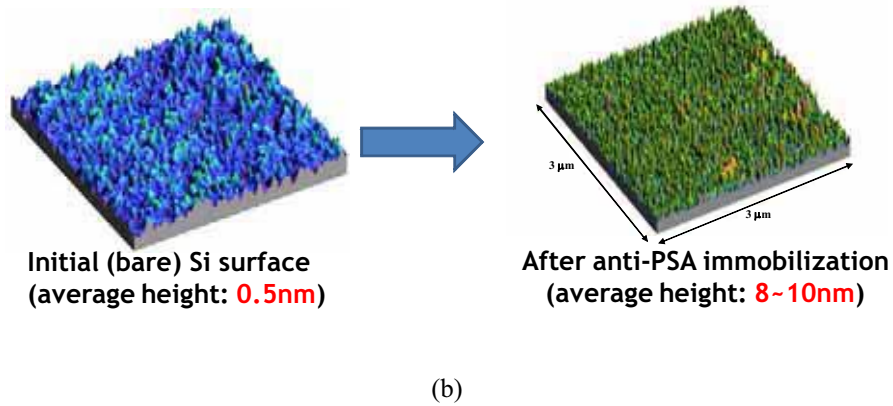 3 μm
3 μm
Initial (bare) Si surface
(average height: 0.5nm)
After anti-PSA immobilization
(average height: 8~10nm)
(b)